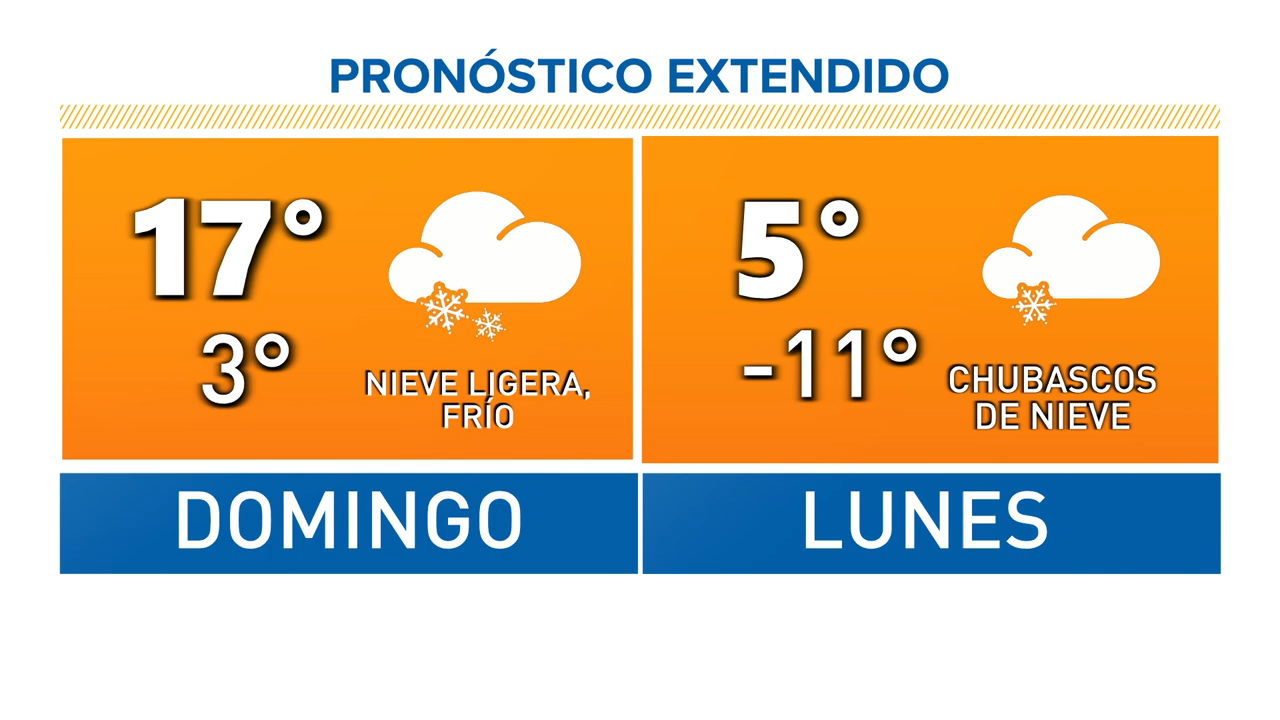 PRONÓSTICO EXTENDIDO
17°
3°
NIEVE LIGERA,
FRÍO
DOMINGO
5°
-11°
CHUBASCOS
DE NIEVE
LUNES